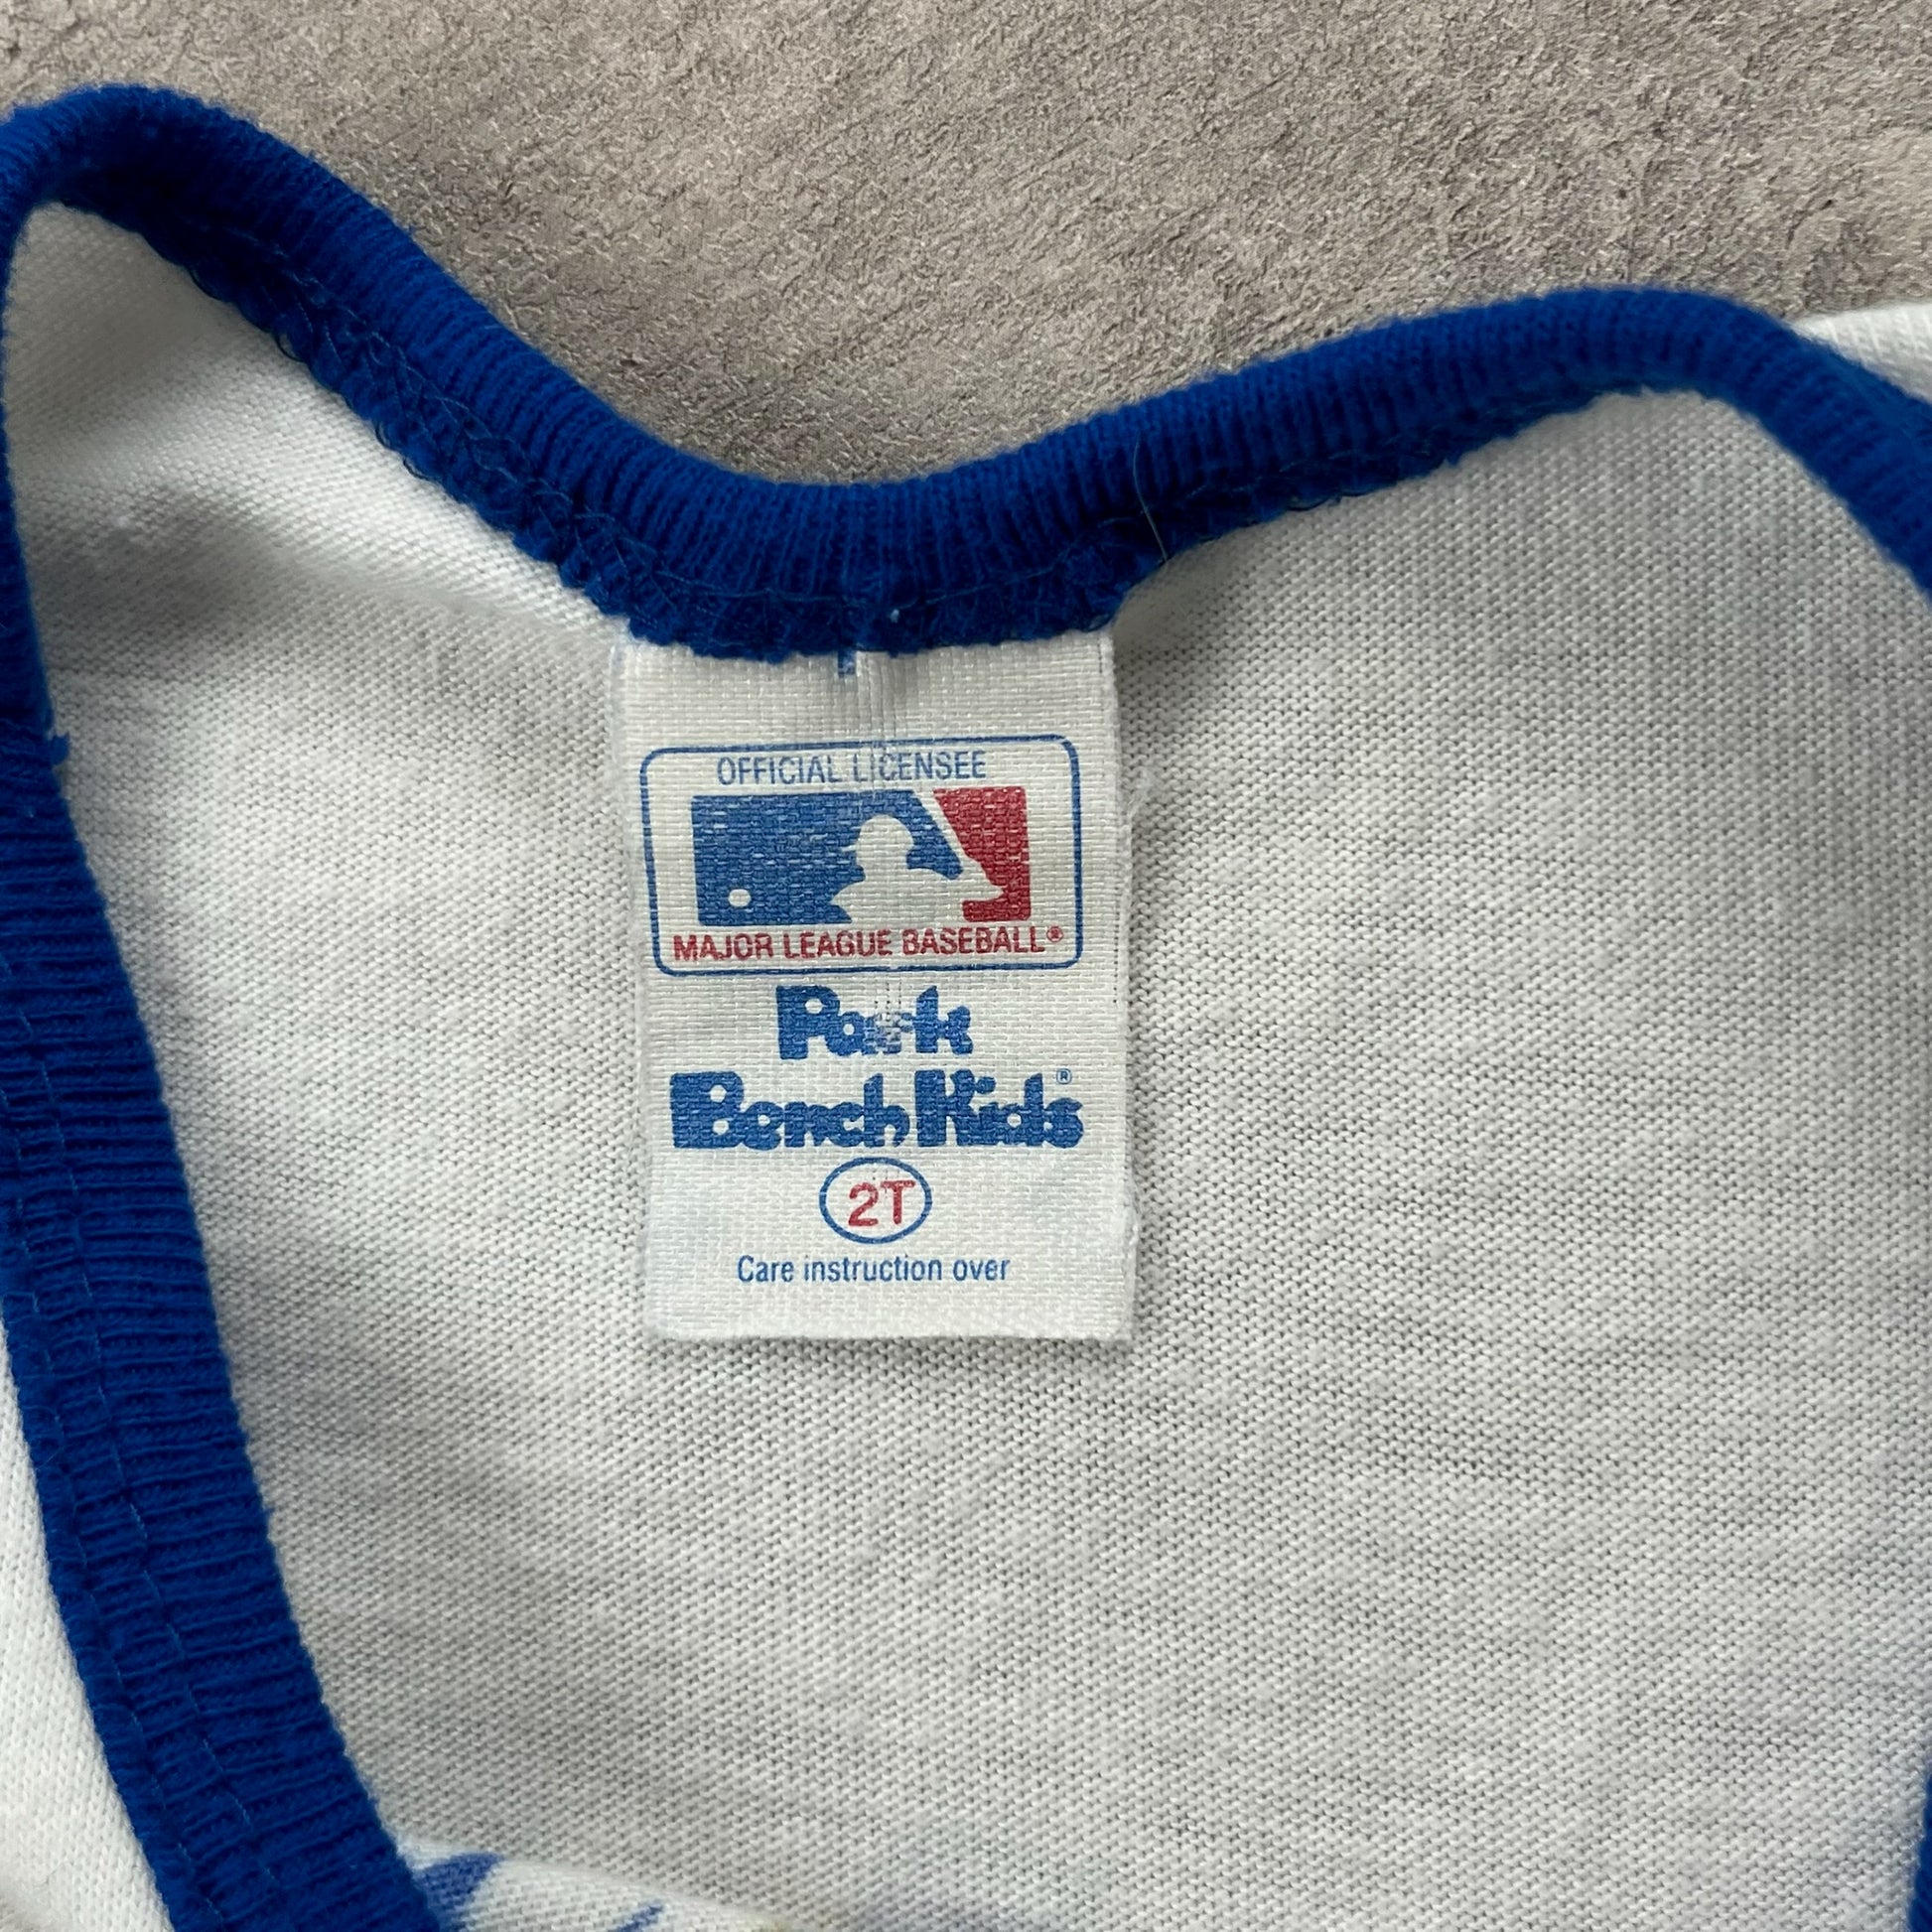 OFFICIAL LICENSEE
MAJOR LEAGUE BASEBALL®
Park
Bench Kids®
2T
Care instruction over